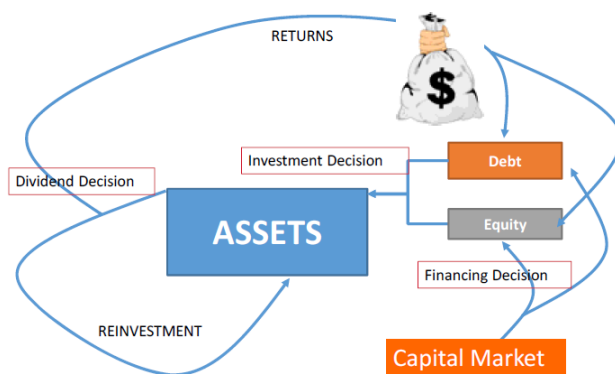 RETURNS
$
Investment Decision
Debt
Dividend Decision
ASSETS
Equity
Financing Decision
REINVESTMENT
Capital Market